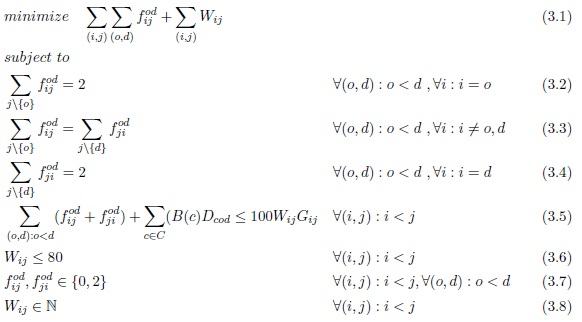 minimize ∑_{(i,j)} ∑_{(o,d)} f_{ij}^{od} + ∑_{(i,j)} W_{ij} (3.1)
subject to
∑_{j\{o}} f_{ij}^{od} = 2 ∀(o, d) : o < d , ∀i : i = o (3.2)
∑_{j\{o}} f_{ij}^{od} = ∑_{j\{d}} f_{ji}^{od} ∀(o, d) : o < d , ∀i : i ≠ o, d (3.3)
∑_{j\{d}} f_{ji}^{od} = 2 ∀(o, d) : o < d , ∀i : i = d (3.4)
∑_{(o,d):o<d} (f_{ij}^{od} + f_{ji}^{od}) + ∑_{c∈C} (B(c)D_{cod} ≤ 100W_{ij}G_{ij} ∀(i, j) : i < j (3.5)
W_{ij} ≤ 80 ∀(i, j) : i < j (3.6)
f_{ij}^{od}, f_{ji}^{od} ∈ {0, 2} ∀(i, j) : i < j, ∀(o, d) : o < d (3.7)
W_{ij} ∈ ℕ ∀(i, j) : i < j (3.8)